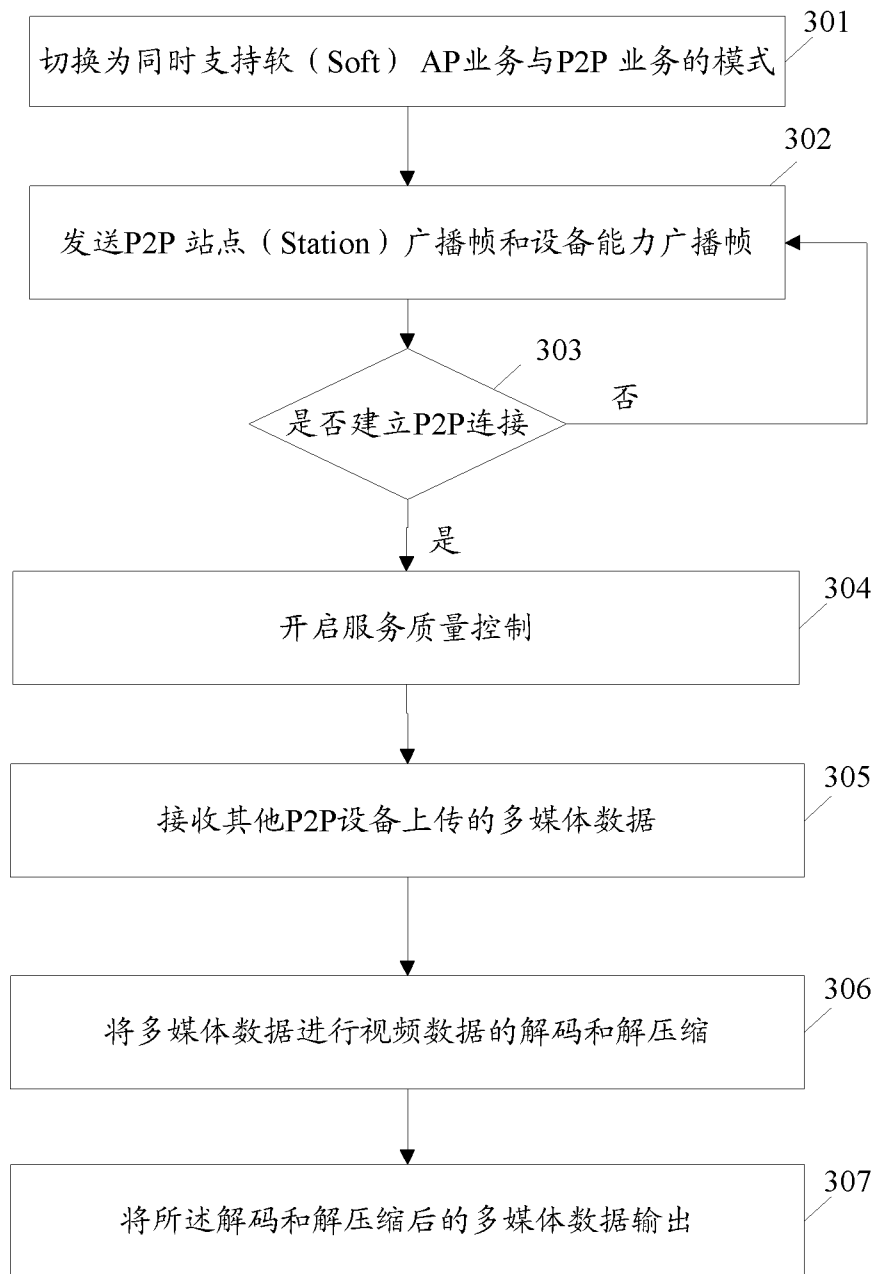 301
切换为同时支持软（Soft） AP业务与P2P 业务的模式
302
发送P2P 站点（Station）广播帧和设备能力广播帧
303
否
是否建立P2P连接
是
304
开启服务质量控制
305
接收其他P2P设备上传的多媒体数据
306
将多媒体数据进行视频数据的解码和解压缩
307
将所述解码和解压缩后的多媒体数据输出